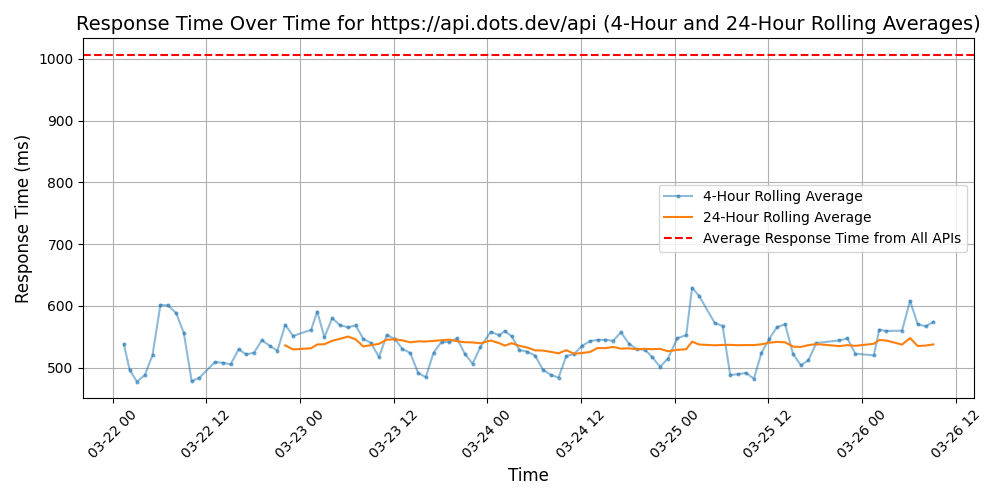 Response Time Over Time for https://api.dots.dev/api (4-Hour and 24-Hour Rolling Averages)
Response Time (ms)
1000
900
800
700
600
500
4-Hour Rolling Average
24-Hour Rolling Average
Average Response Time from All APIs
03-22 00
03-22 12
03-23 00
03-23 12
03-24 00
03-24 12
03-25 00
03-25 12
03-26 00
03-26 12
Time